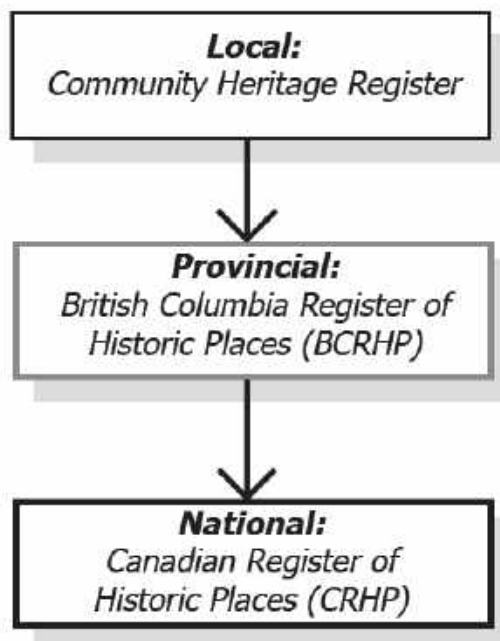 Local:
Community Heritage Register
Provincial:
British Columbia Register of
Historic Places (BCRHP)
National:
Canadian Register of
Historic Places (CRHP)